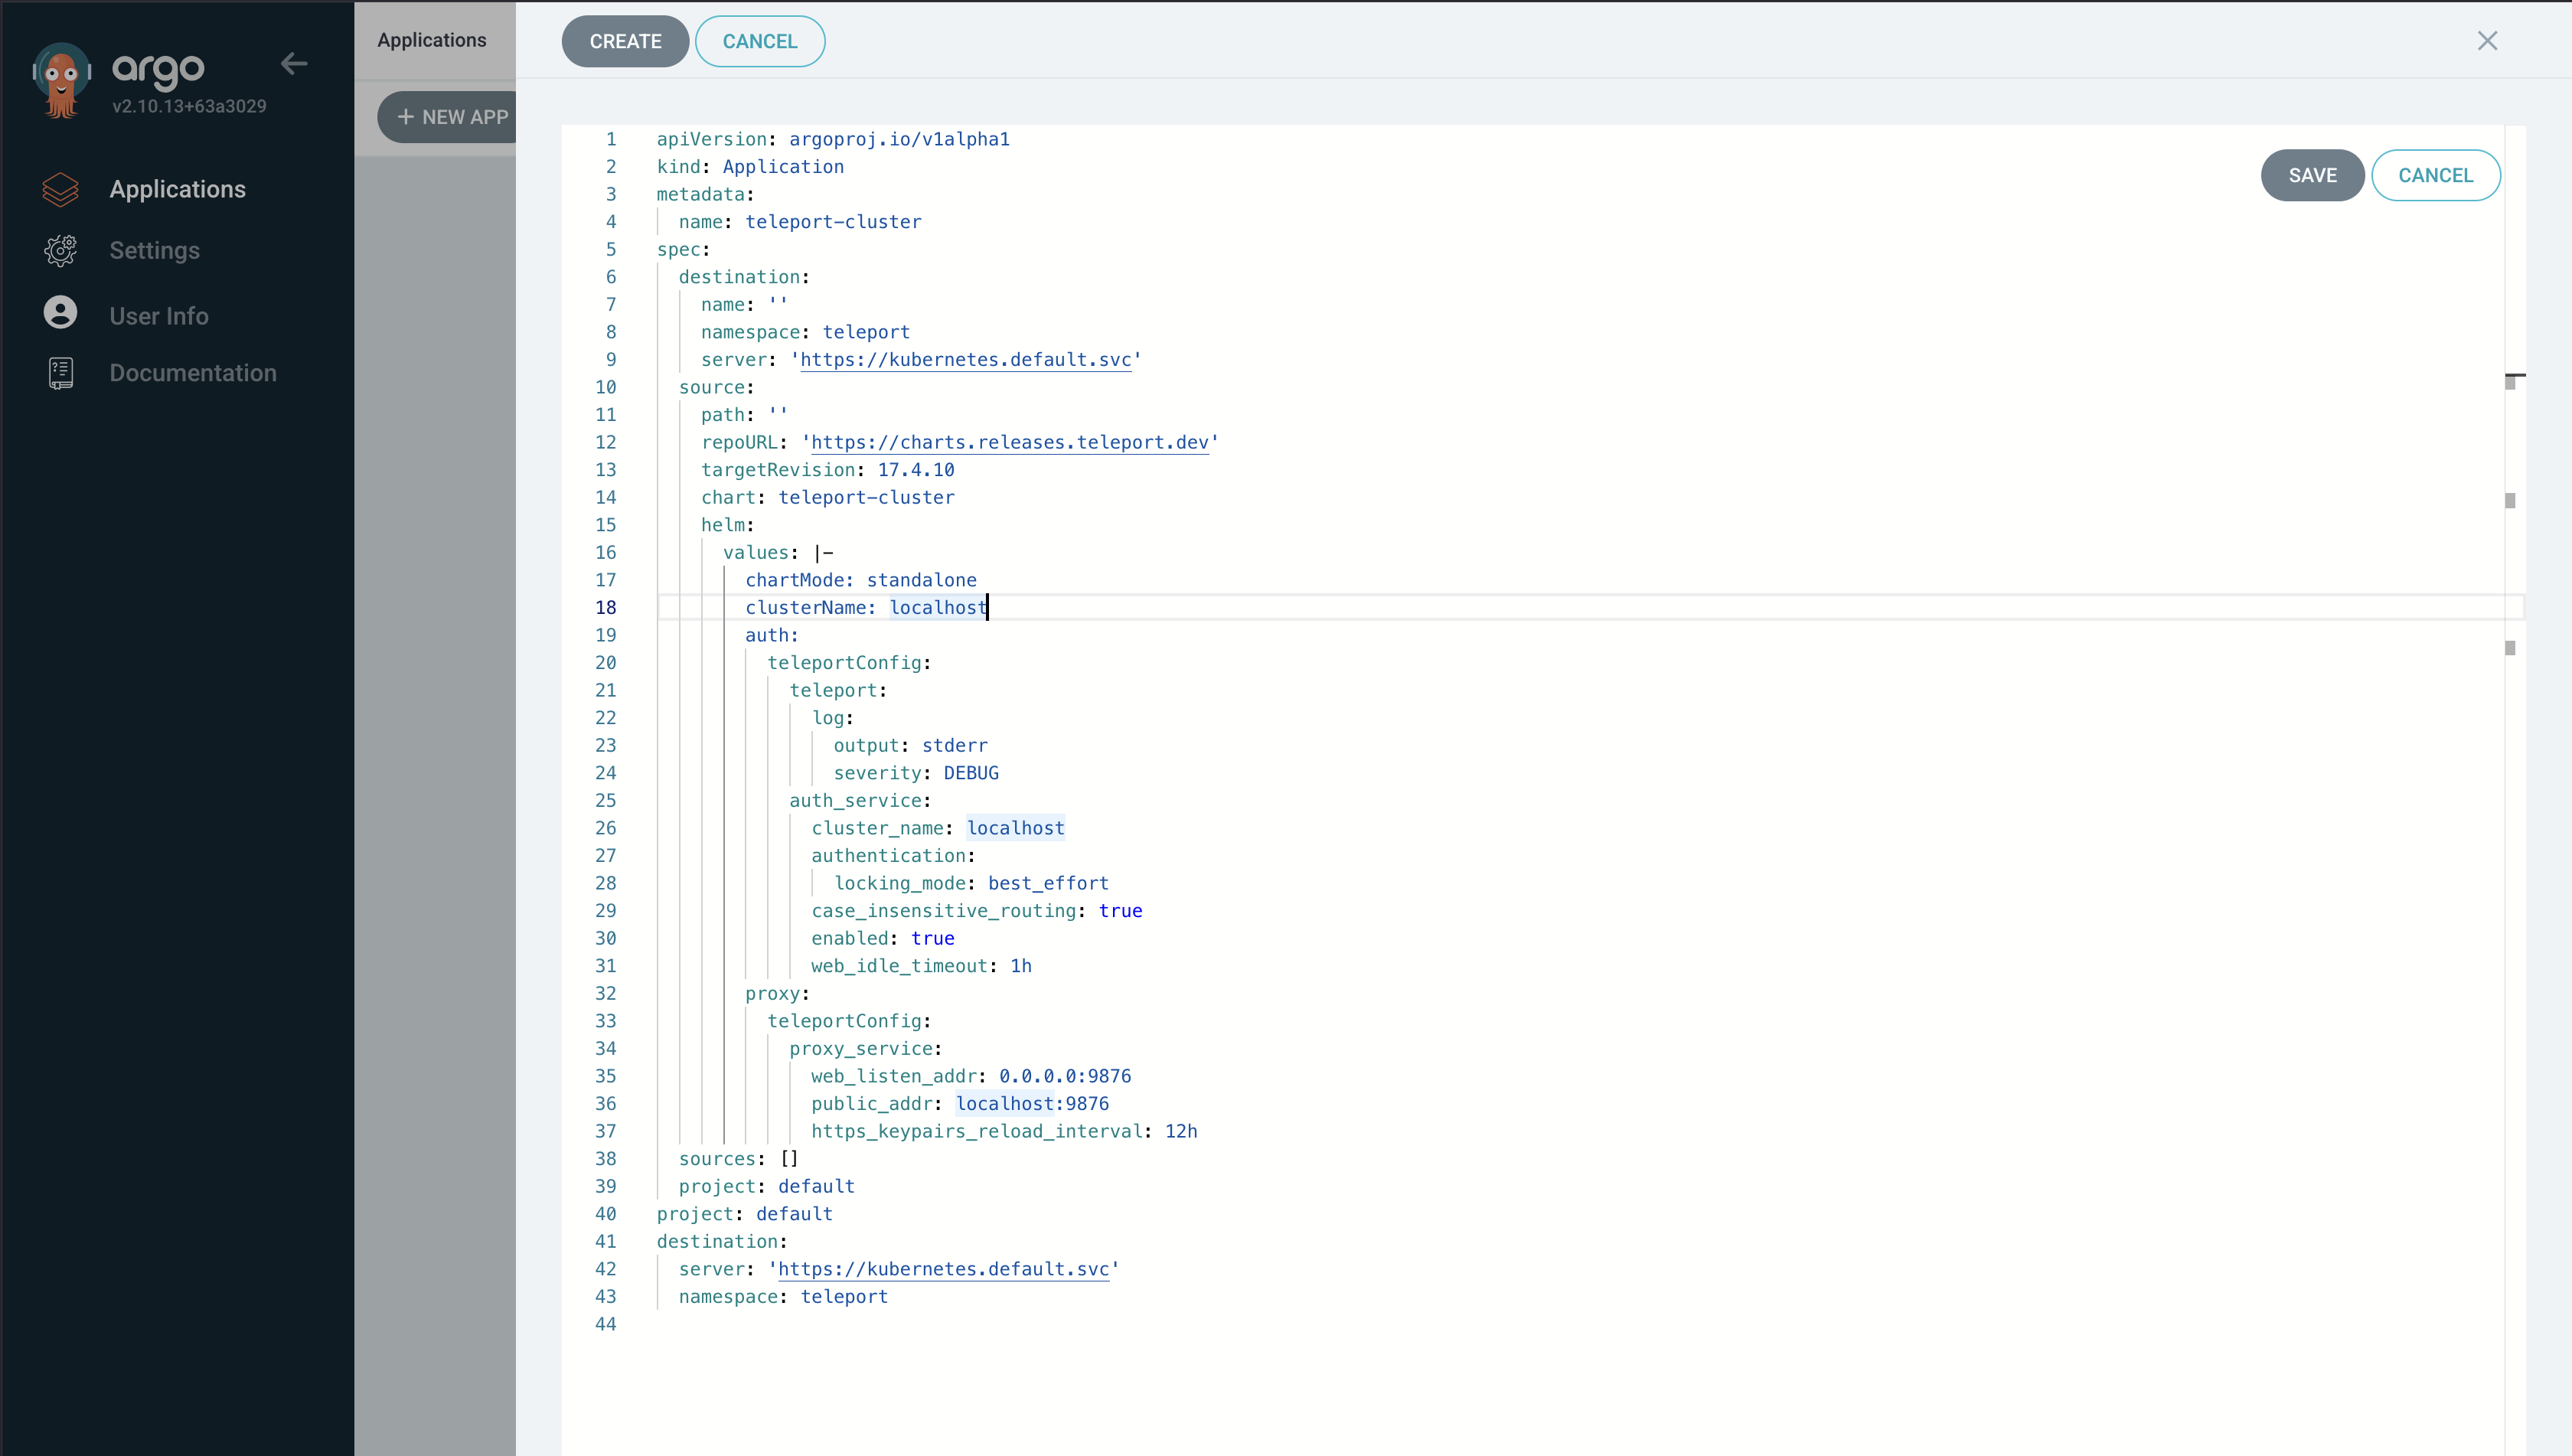 argo
v2.10.13+63a3029
Applications
Settings
User Info
Documentation
Applications
+ NEW APP
CREATE
CANCEL
SAVE
CANCEL
1 apiVersion: argoproj.io/v1alpha1
2 kind: Application
3 metadata:
4   name: teleport-cluster
5 spec:
6   destination:
7     name: ''
8     namespace: teleport
9     server: 'https://kubernetes.default.svc'
10   source:
11     path: ''
12     repoURL: 'https://charts.releases.teleport.dev'
13     targetRevision: 17.4.10
14     chart: teleport-cluster
15     helm:
16       values: |-
17         chartMode: standalone
18         clusterName: localhost
19         auth:
20           teleportConfig:
21             teleport:
22               log:
23                 output: stderr
24                 severity: DEBUG
25             auth_service:
26               cluster_name: localhost
27               authentication:
28                 locking_mode: best_effort
29               case_insensitive_routing: true
30               enabled: true
31               web_idle_timeout: 1h
32         proxy:
33           teleportConfig:
34             proxy_service:
35               web_listen_addr: 0.0.0.0:9876
36               public_addr: localhost:9876
37               https_keypairs_reload_interval: 12h
38   sources: []
39   project: default
40 project: default
41 destination:
42   server: 'https://kubernetes.default.svc'
43   namespace: teleport
44